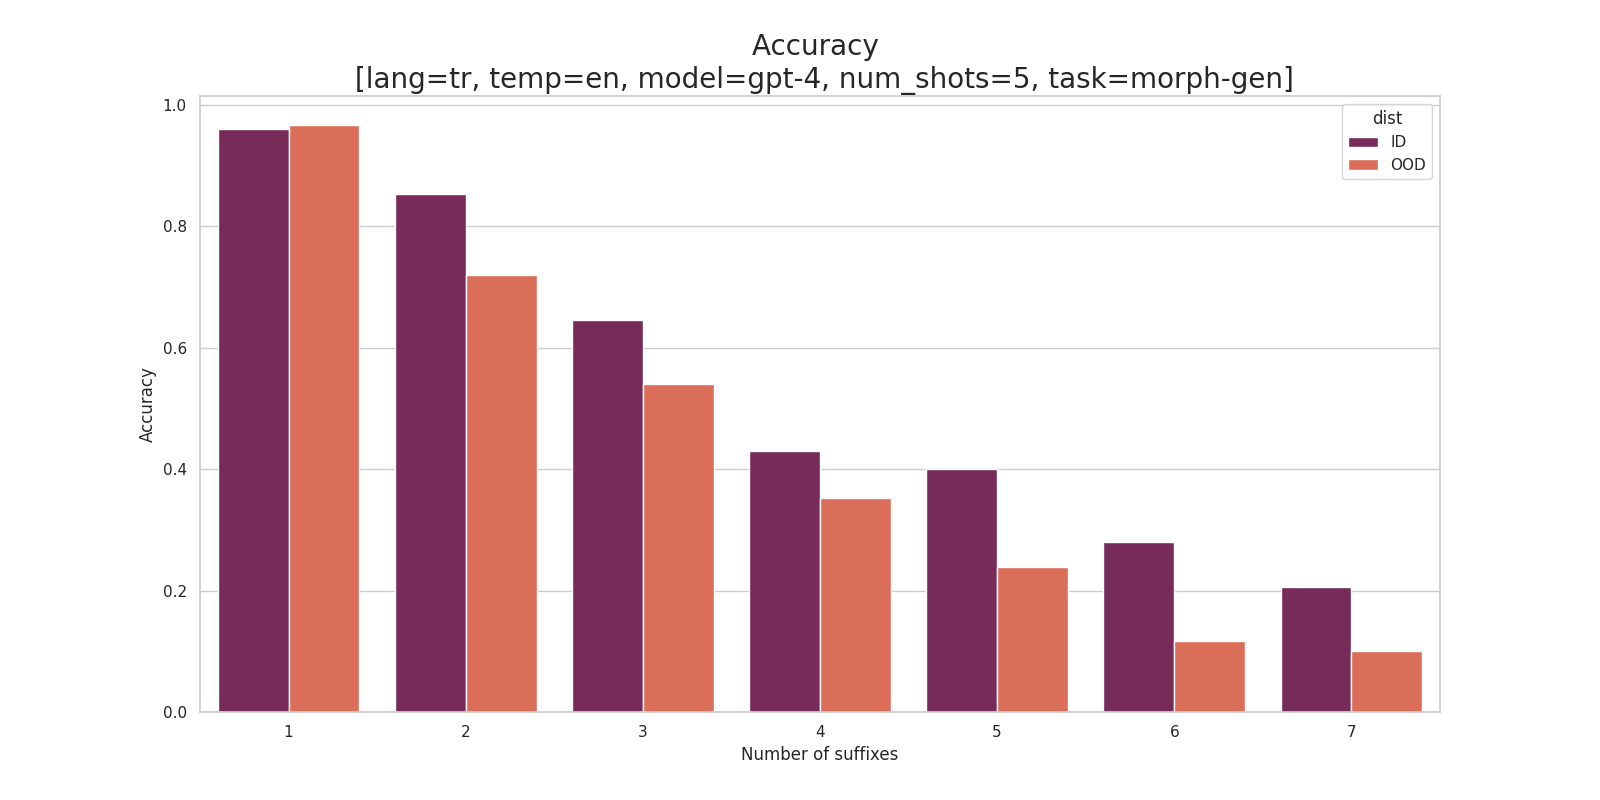 Accuracy
[lang=tr, temp=en, model=gpt-4, num_shots=5, task=morph-gen]
1.0
0.8
0.6
0.4
0.2
0.0
Accuracy
dist
ID
OOD
1 2 3 4 5 6 7
Number of suffixes